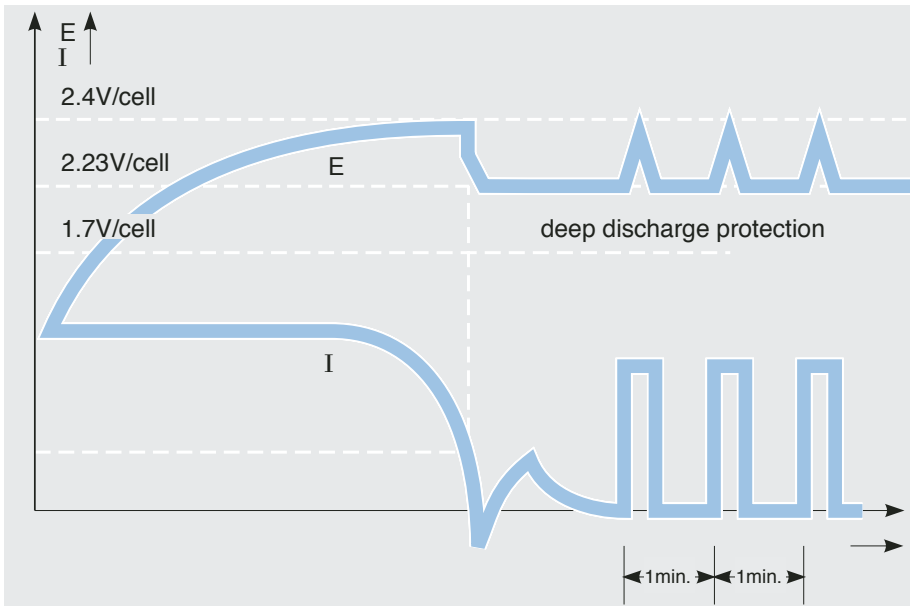 E
I
2.4V/cell
2.23V/cell
E
1.7V/cell
deep discharge protection
I
1min.
1min.